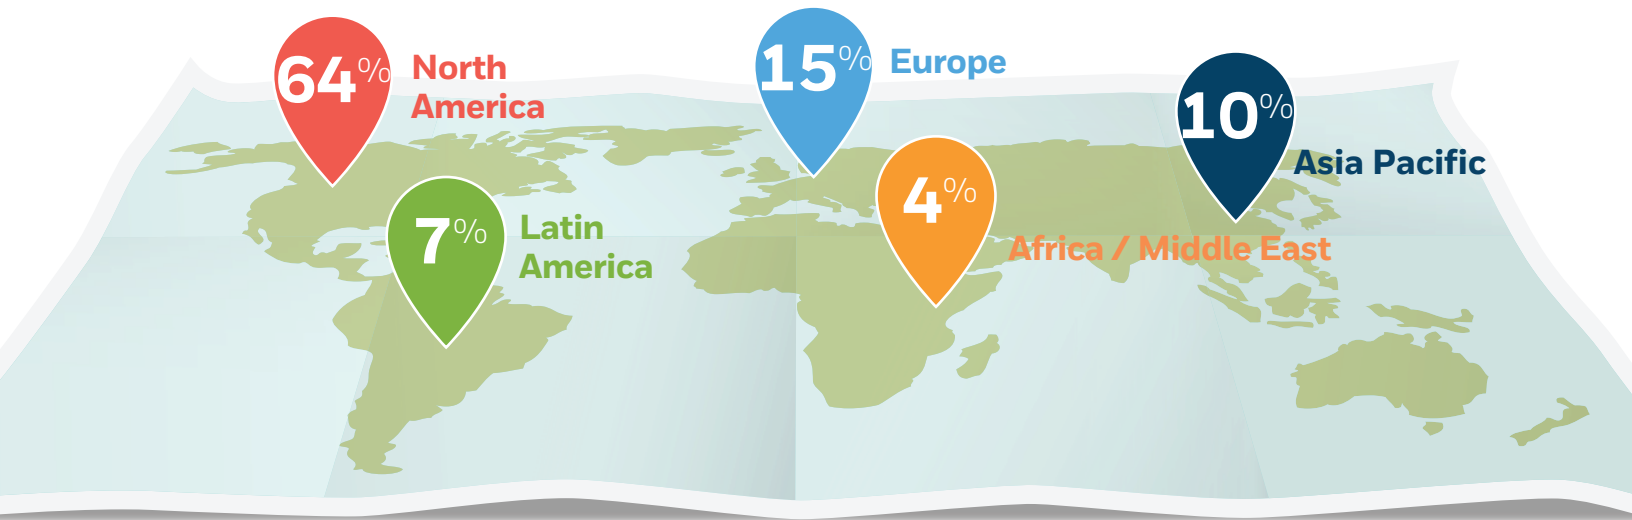 64%
North
America
15%
Europe
10%
Asia Pacific
4%
Africa / Middle East
7%
Latin
America